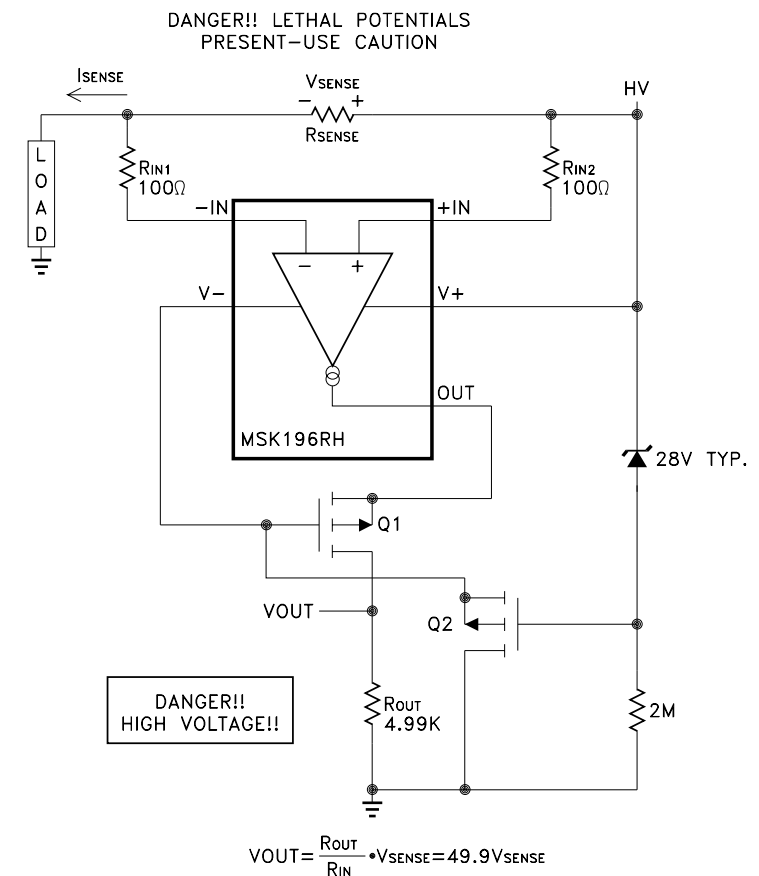 DANGER!! LETHAL POTENTIALS
PRESENT-USE CAUTION
ISENSE
VSENSE
HV
- +
RSENSE
LOAD
RIN1
100Ω
RIN2
100Ω
-IN
+IN
- +
V-
V+
OUT
MSK196RH
28V TYP.
Q1
VOUT
Q2
DANGER!!
HIGH VOLTAGE!!
ROUT
4.99K
2M
VOUT=ROUT/RIN •VSENSE=49.9VSENSE